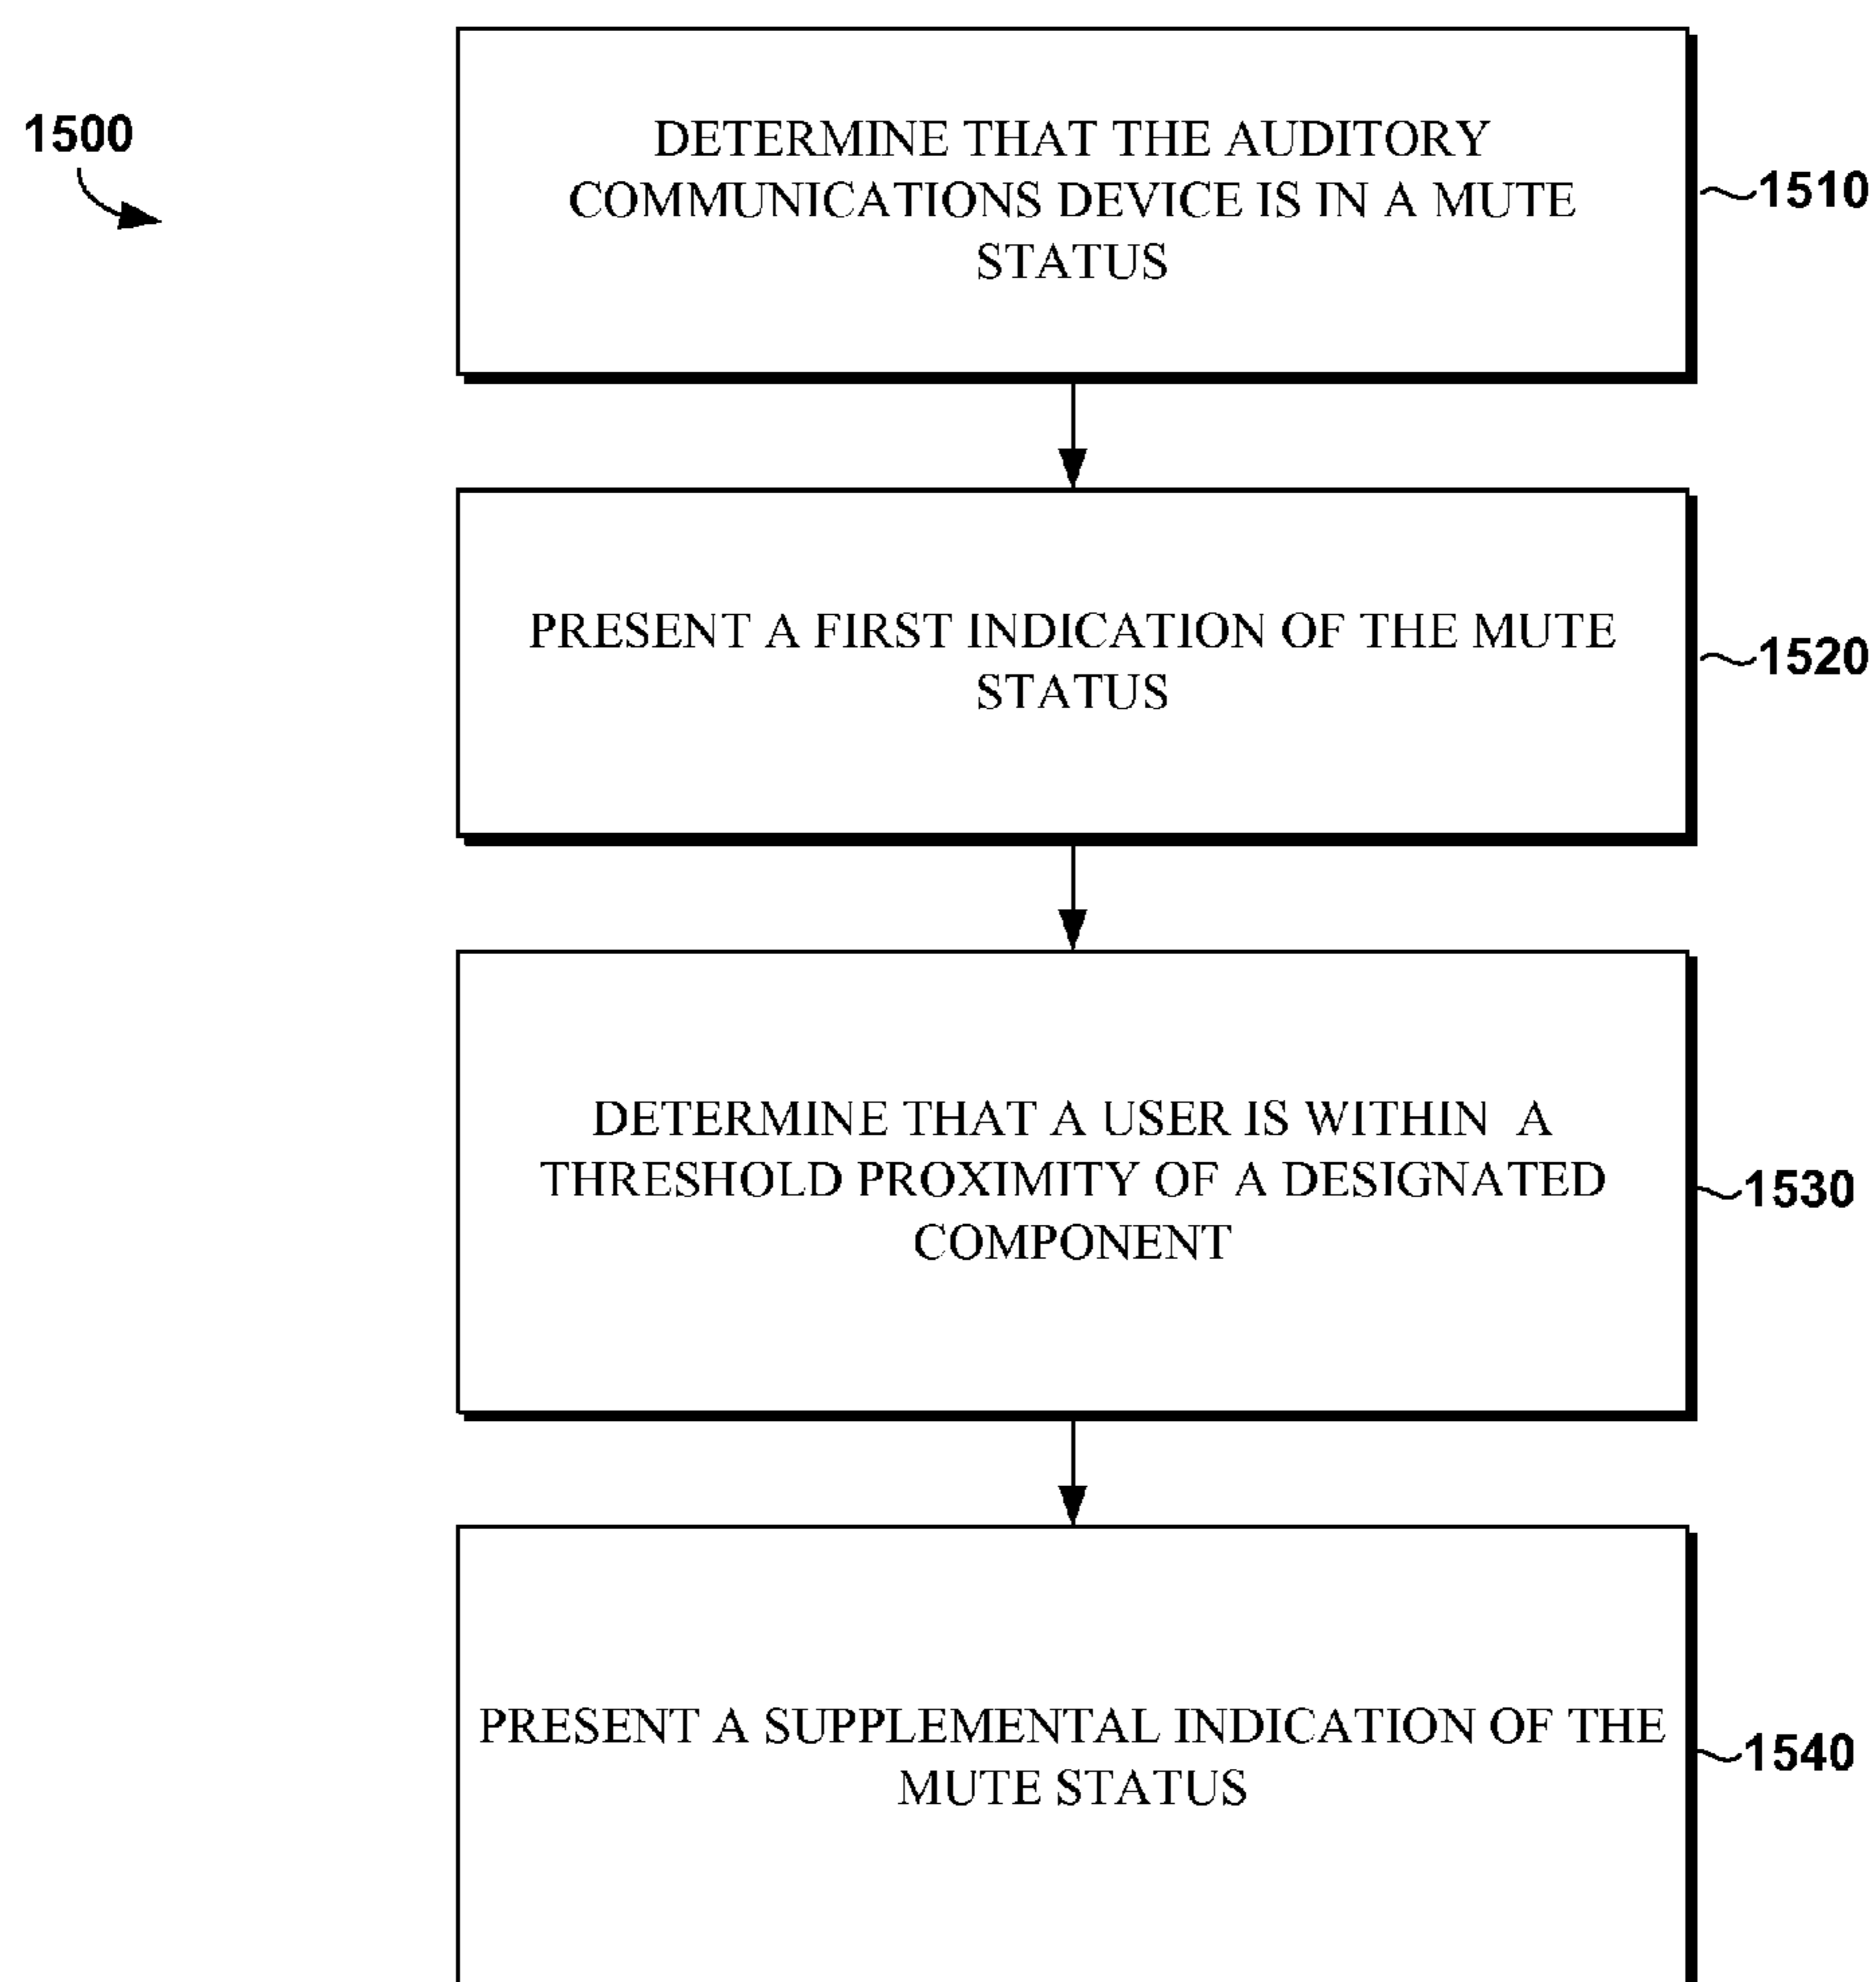 1500
DETERMINE THAT THE AUDITORY
COMMUNICATIONS DEVICE IS IN A MUTE
STATUS
1510
PRESENT A FIRST INDICATION OF THE MUTE
STATUS
1520
DETERMINE THAT A USER IS WITHIN A
THRESHOLD PROXIMITY OF A DESIGNATED
COMPONENT
1530
PRESENT A SUPPLEMENTAL INDICATION OF THE
MUTE STATUS
1540